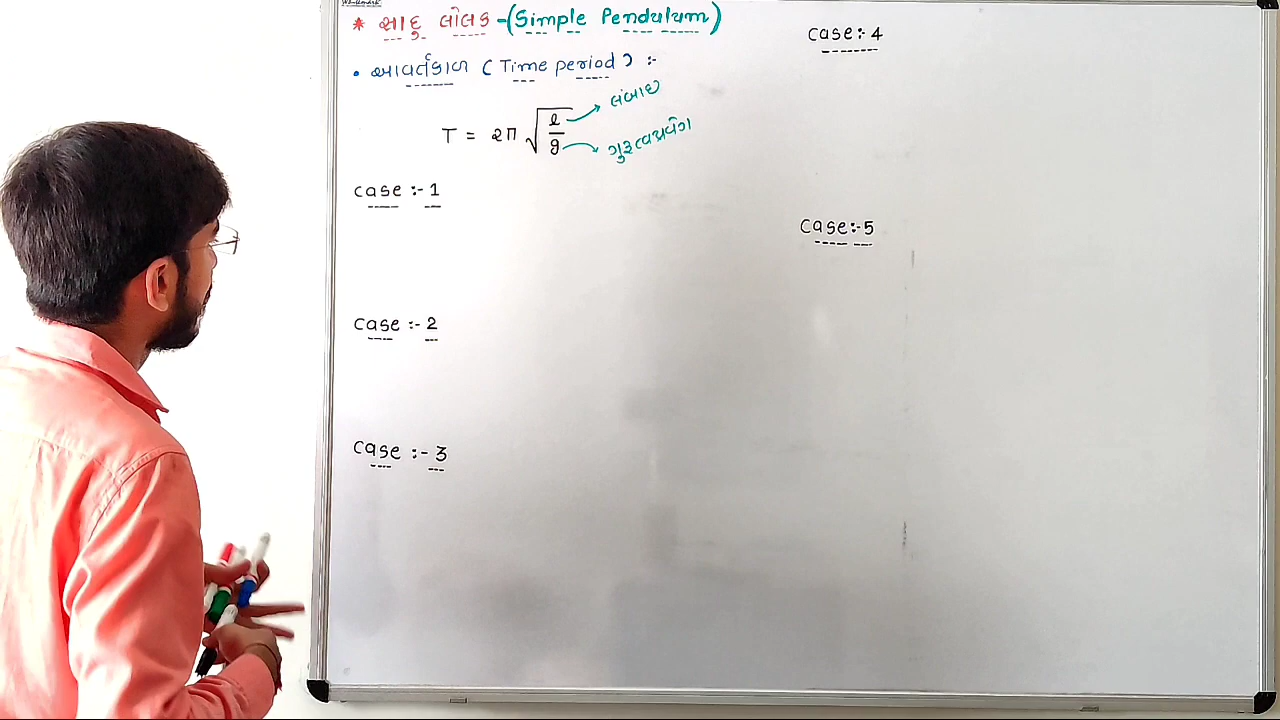 * સાદુ લોલક -(Simple Pendulum)
• આવર્તકાળ (Time period) :-
T = 2π √(l/g)
લંબાઇ
ગુરૂત્વપ્રવેગ
case :- 1
case :- 2
case :- 3
case:- 4
case:-5